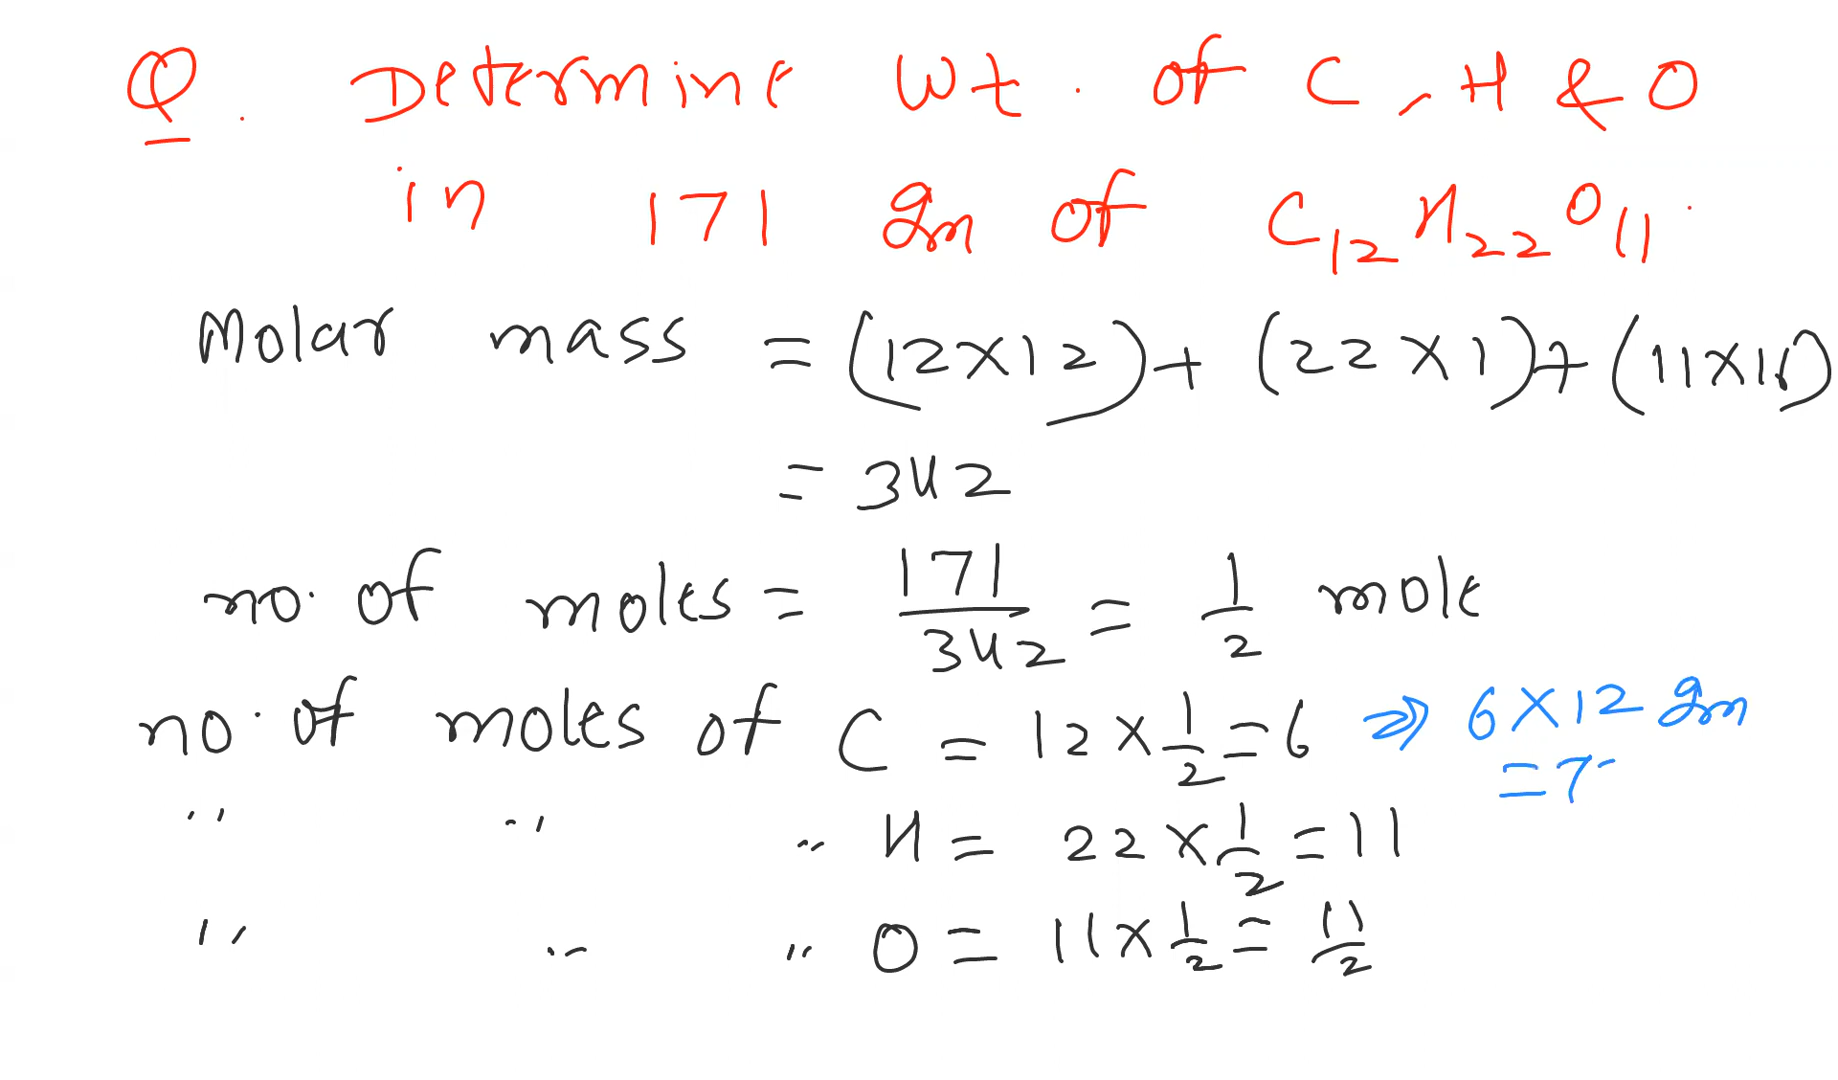 Q. Determine Wt. of C, H & O
in 171 gm of C₁₂H₂₂O₁₁.
Molar mass = (12×12)+(22×1)+(11×16)
= 342
no. of moles = 171/342 = 1/2 mole
no. of moles of C = 12×1/2=6 ⇒ 6×12 gm
=7
" " " H = 22×1/2=11
" " " O = 11×1/2=11/2